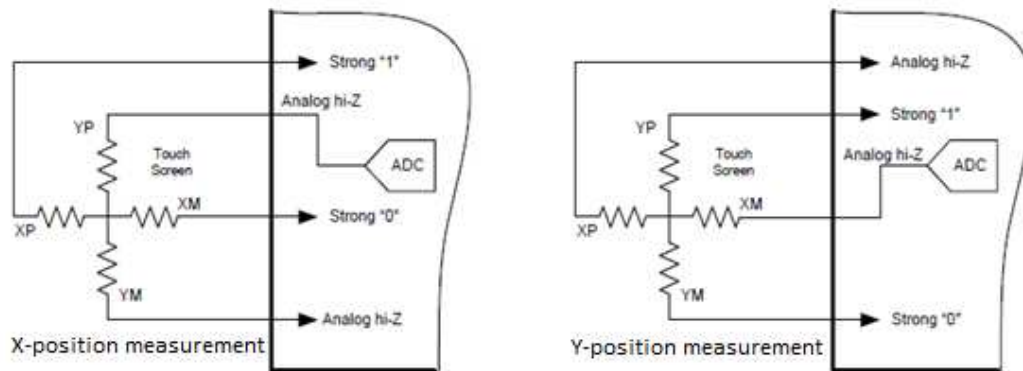 Strong "1"
Analog hi-Z
YP
Touch
Screen
ADC
XM
XP
Strong "0"
YM
Analog hi-Z
X-position measurement
Analog hi-Z
YP
Strong "1"
Analog hi-Z
Touch
Screen
ADC
XM
XP
YM
Strong "0"
Y-position measurement